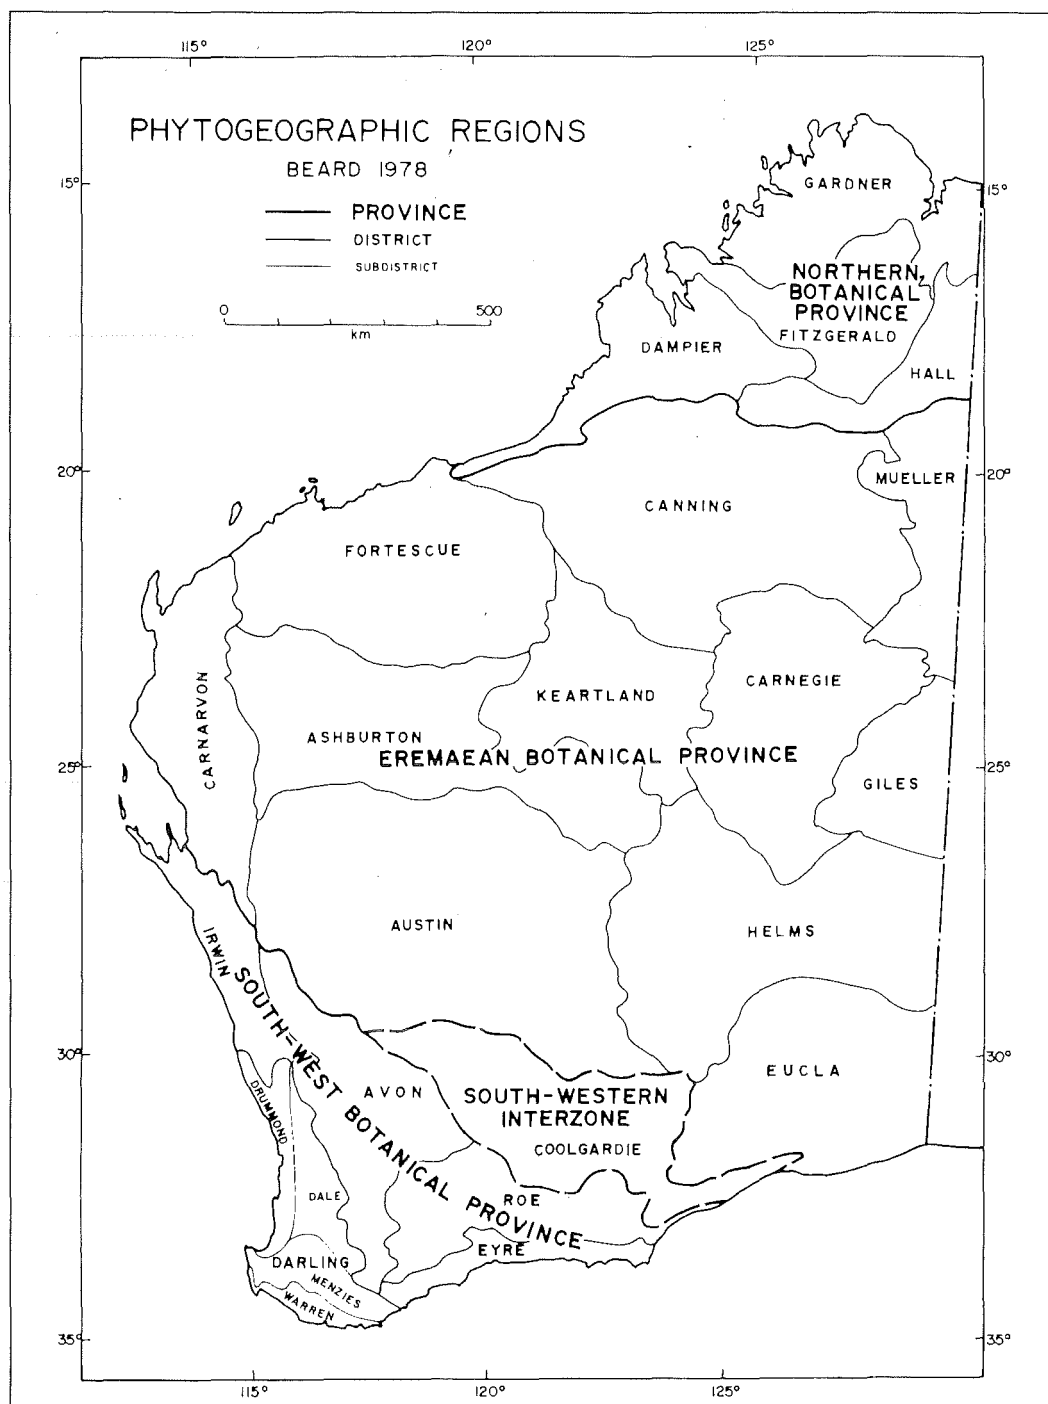 115° 120° 125°
PHYTOGEOGRAPHIC REGIONS
BEARD 1978
PROVINCE
DISTRICT
SUBDISTRICT
0 500
km
15° 15°
GARDNER
NORTHERN
BOTANICAL
PROVINCE
FITZGERALD
DAMPIER
HALL
20° 20°
MUELLER
CANNING
FORTESCUE
CARNARVON
KEARTLAND
CARNEGIE
ASHBURTON
EREMAEAN BOTANICAL PROVINCE
25° 25°
GILES
AUSTIN
HELMS
IRWIN
SOUTH-WEST BOTANICAL PROVINCE
30° 30°
EUCLA
DRUMMOND
AVON
SOUTH-WESTERN
INTERZONE
COOLGARDIE
DALE
ROE
EYRE
DARLING
MENZIES
WARREN
35° 35°
115° 120° 125°